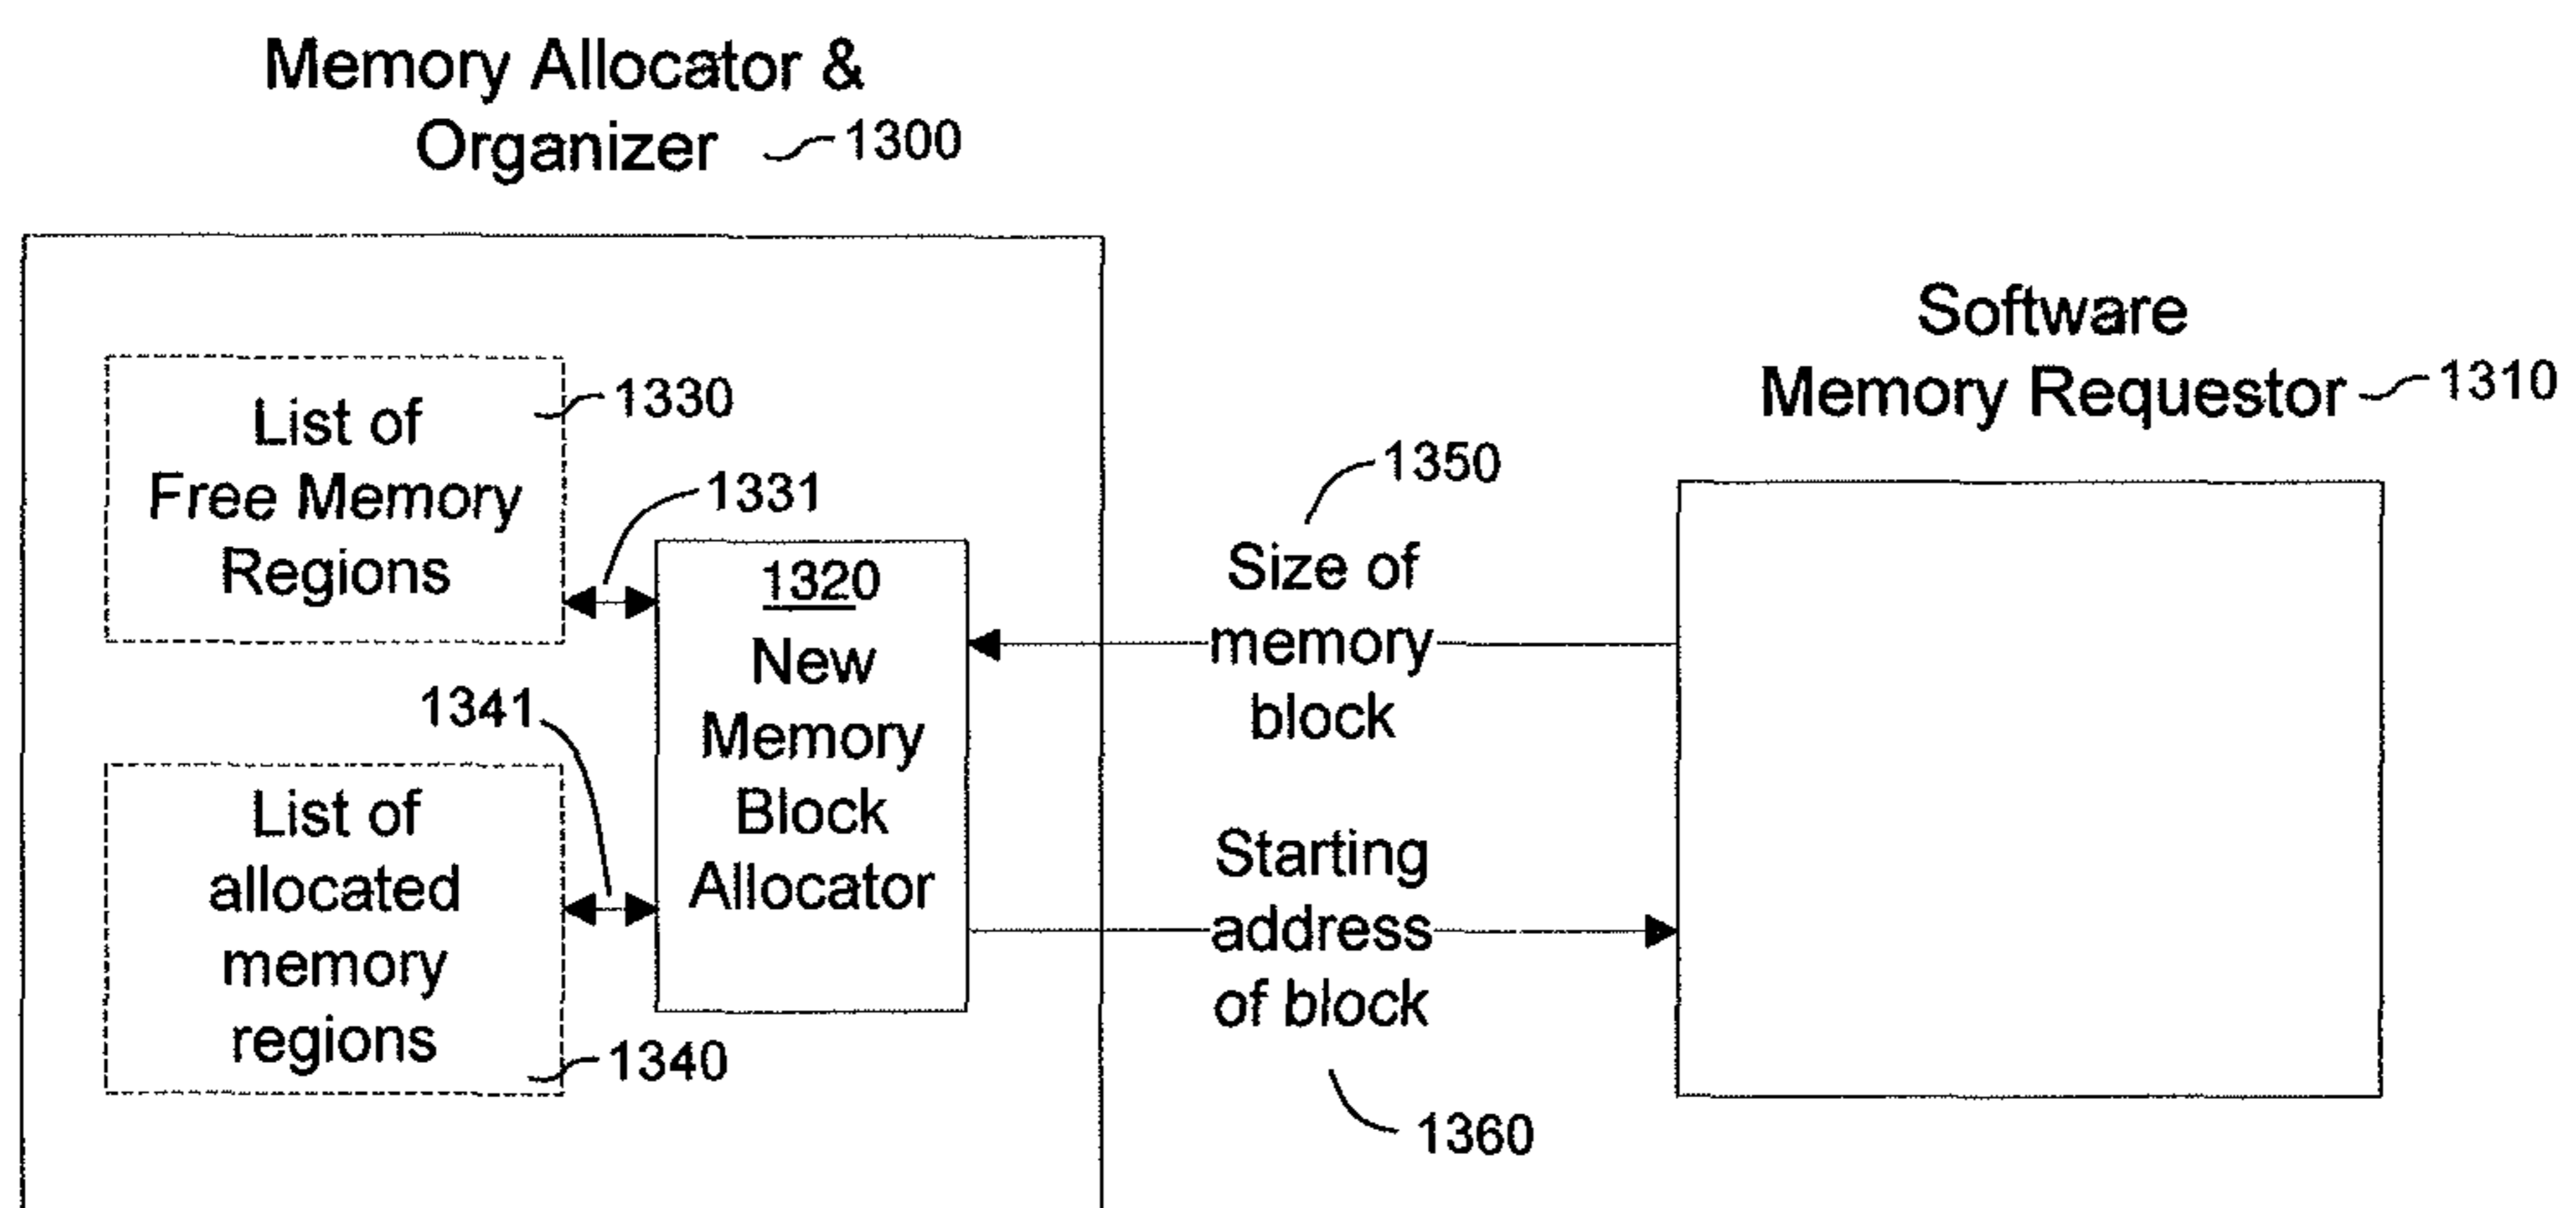 Memory Allocator &
Organizer 1300
Software
Memory Requestor 1310
List of
Free Memory
Regions
1330
1331
1320
New
Memory
Block
Allocator
1350
Size of
memory
block
1341
List of
allocated
memory
regions
1340
Starting
address
of block
1360